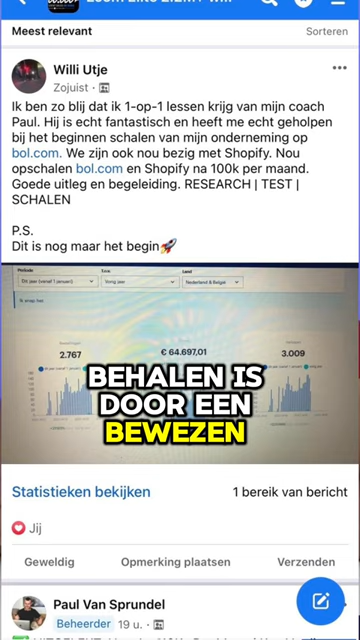 Meest relevant
Sorteren
Willi Utje
Zojuist ·
Ik ben zo blij dat ik 1-op-1 lessen krijg van mijn coach
Paul. Hij is echt fantastisch en heeft me echt geholpen
bij het beginnen schalen van mijn onderneming op
bol.com. We zijn ook nou bezig met Shopify. Nou
opschalen bol.com en Shopify na 100k per maand.
Goede uitleg en begeleiding. RESEARCH | TEST |
SCHALEN
P.S.
Dit is nog maar het begin🚀
Dit jaar (vanaf 1 januari)
Vorig jaar
Land
Nederland & België
2.767
€ 64.697,01
3.009
BEHALEN IS
DOOR EEN
BEWEZEN
Statistieken bekijken
1 bereik van bericht
Jij
Geweldig
Opmerking plaatsen
Verzenden
Paul Van Sprundel
Beheerder
19 u. ·